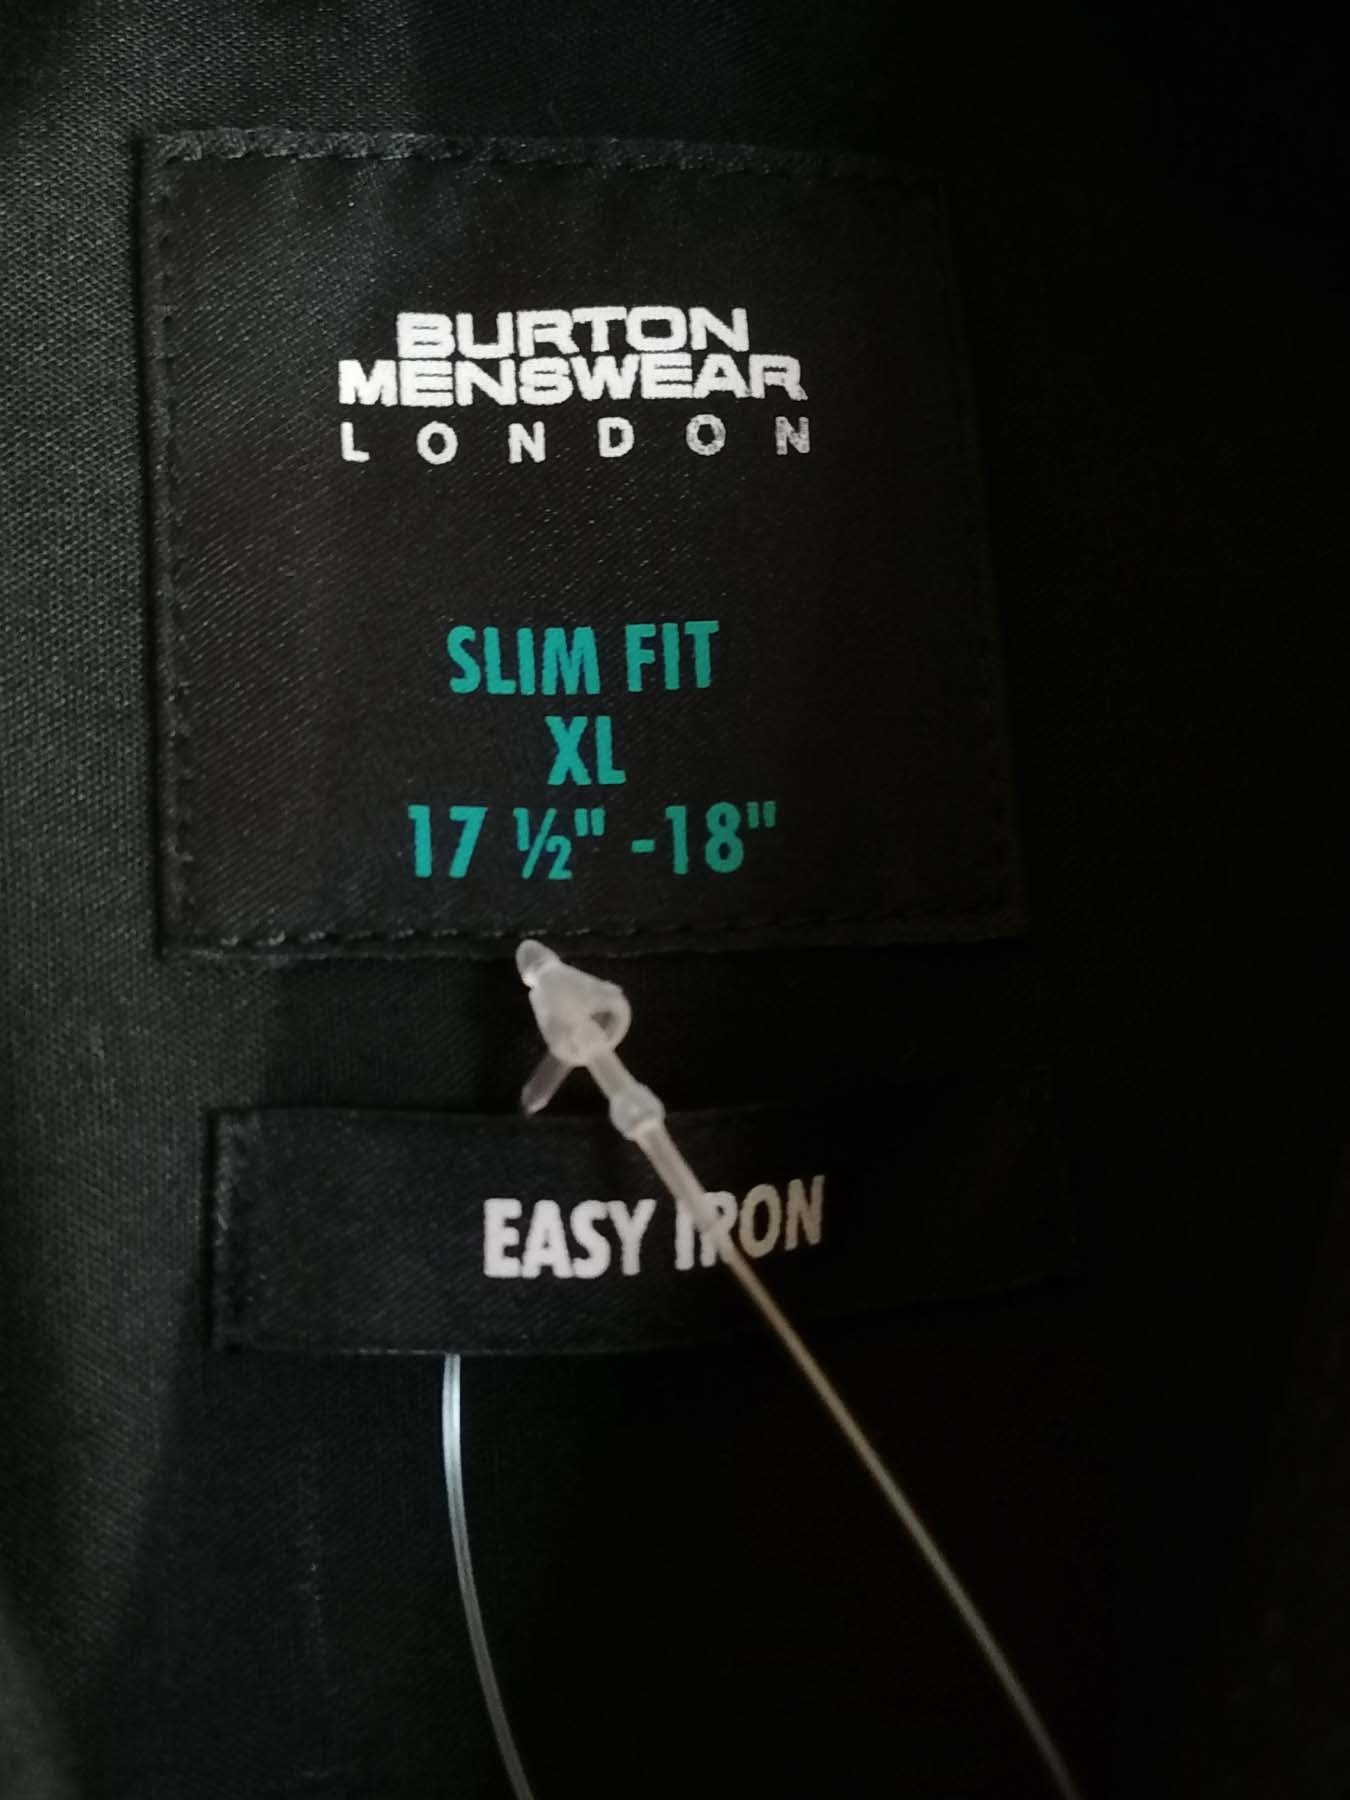 BURTON
MENSWEAR
LONDON
SLIM FIT
XL
17 ½" -18"
EASY IRON